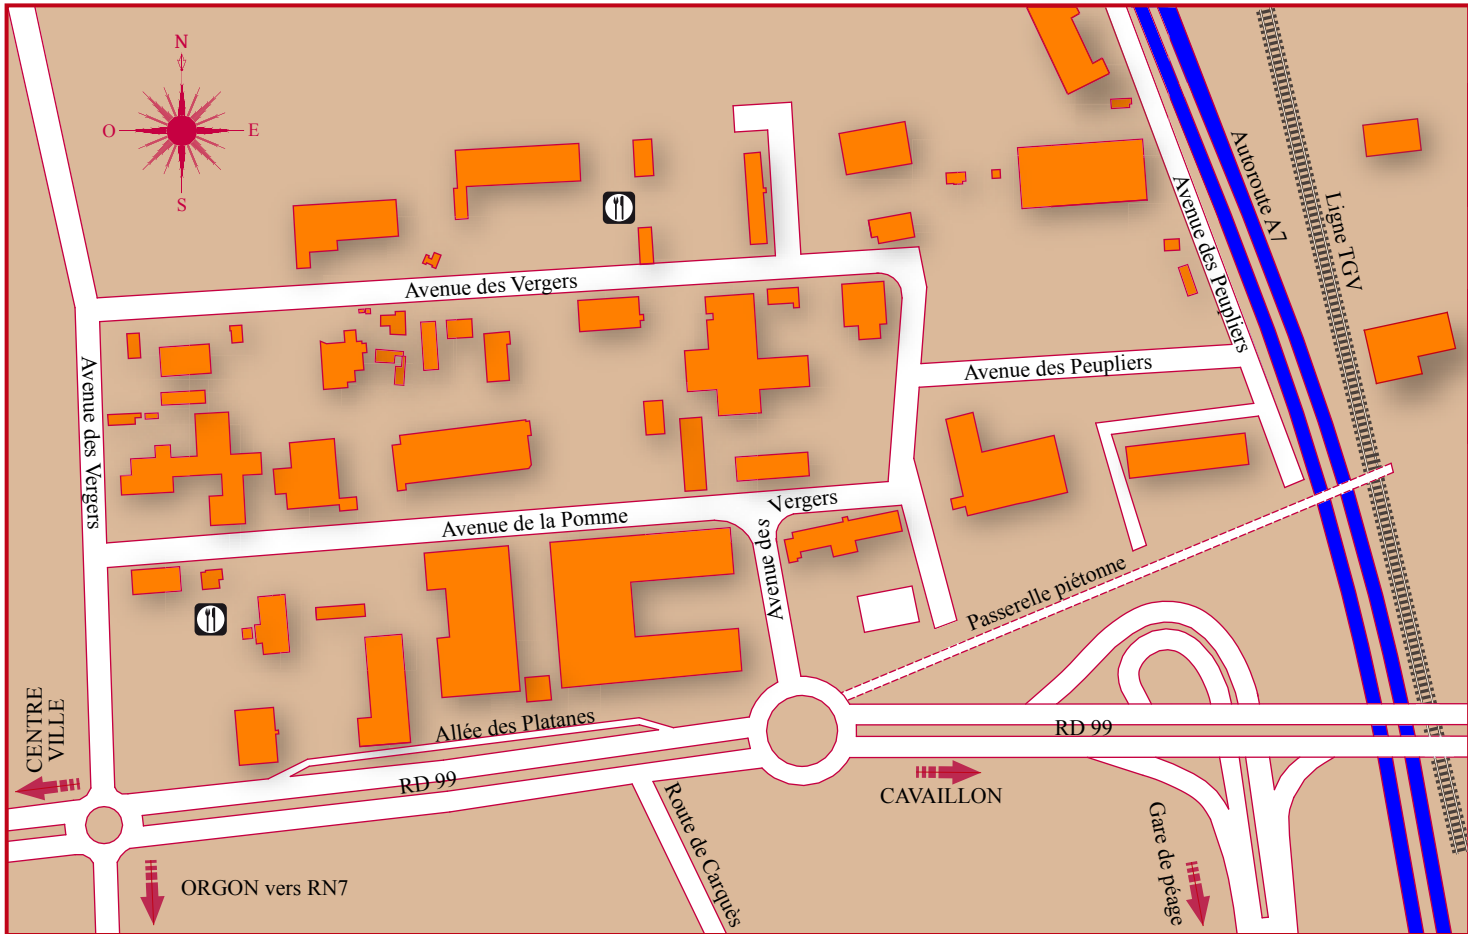 N
O
E
S
Autoroute A7
Avenue des Peupliers
Ligne TGV
Avenue des Vergers
Avenue des Peupliers
Avenue des Vergers
Vergers
Avenue de la Pomme
Avenue des
Passerelle piétonne
CENTRE
VILLE
Allée des Platanes
RD 99
RD 99
CAVAILLON
Route de Carquès
Gare de péage
ORGON vers RN7